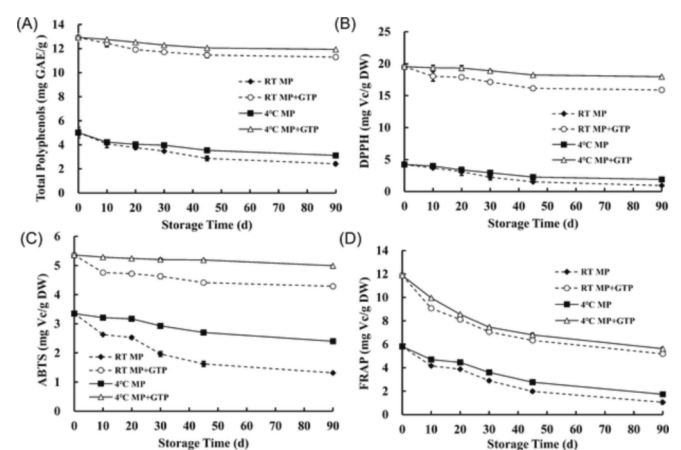 (A)
14
12
10
8
6
4
2
0
Total Polyphenols (mg GAE/g)
RT MP
RT MP+GTP
4°C MP
4°C MP+GTP
0 10 20 30 40 50 60 70 80 90
Storage Time (d)
(B)
25
20
15
10
5
0
DPPH (mg Vc/g DW)
RT MP
RT MP+GTP
4°C MP
4°C MP+GTP
0 10 20 30 40 50 60 70 80 90
Storage Time (d)
(C)
6
5
4
3
2
1
0
ABTS (mg Vc/g DW)
RT MP
RT MP+GTP
4°C MP
4°C MP+GTP
0 10 20 30 40 50 60 70 80 90
Storage Time (d)
(D)
14
12
10
8
6
4
2
0
FRAP (mg Vc/g DW)
RT MP
RT MP+GTP
4°C MP
4°C MP+GTP
0 10 20 30 40 50 60 70 80 90
Storage Time (d)